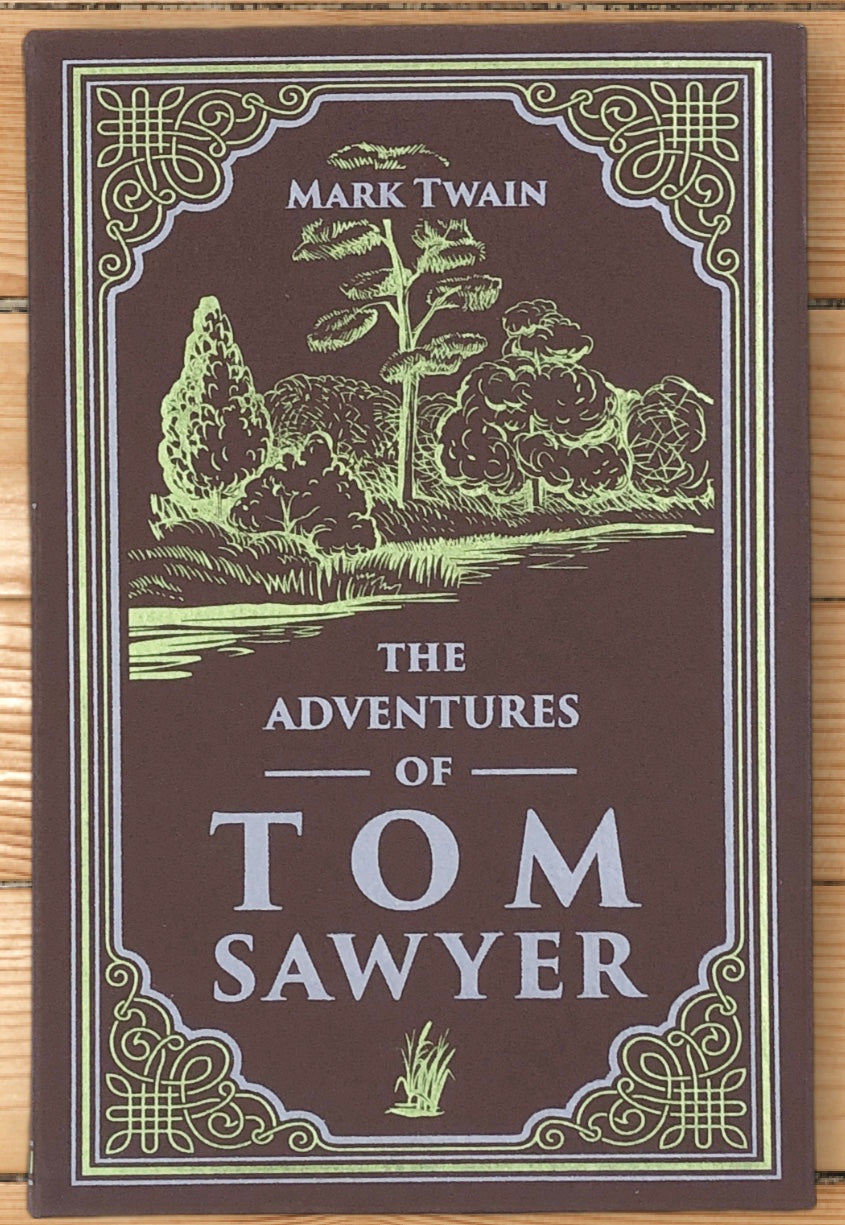 MARK TWAIN
THE
ADVENTURES
OF
TOM
SAWYER